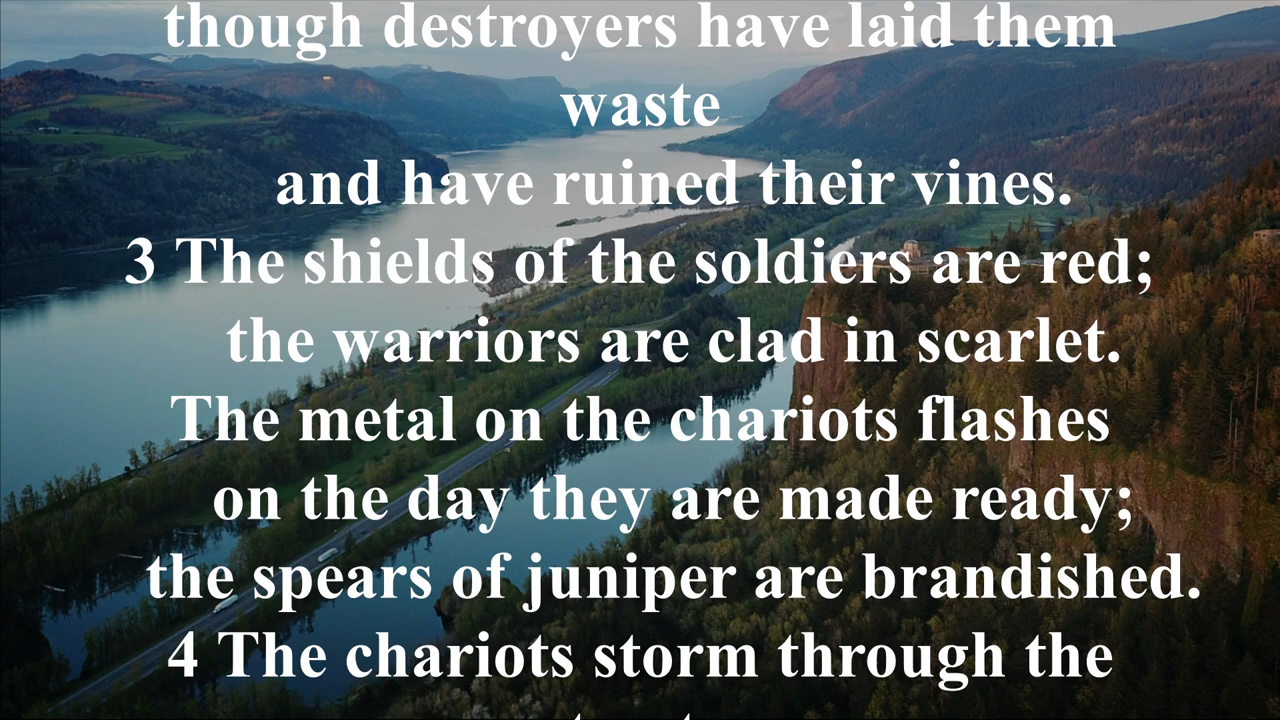 though destroyers have laid them
waste
and have ruined their vines.
3 The shields of the soldiers are red;
the warriors are clad in scarlet.
The metal on the chariots flashes
on the day they are made ready;
the spears of juniper are brandished.
4 The chariots storm through the